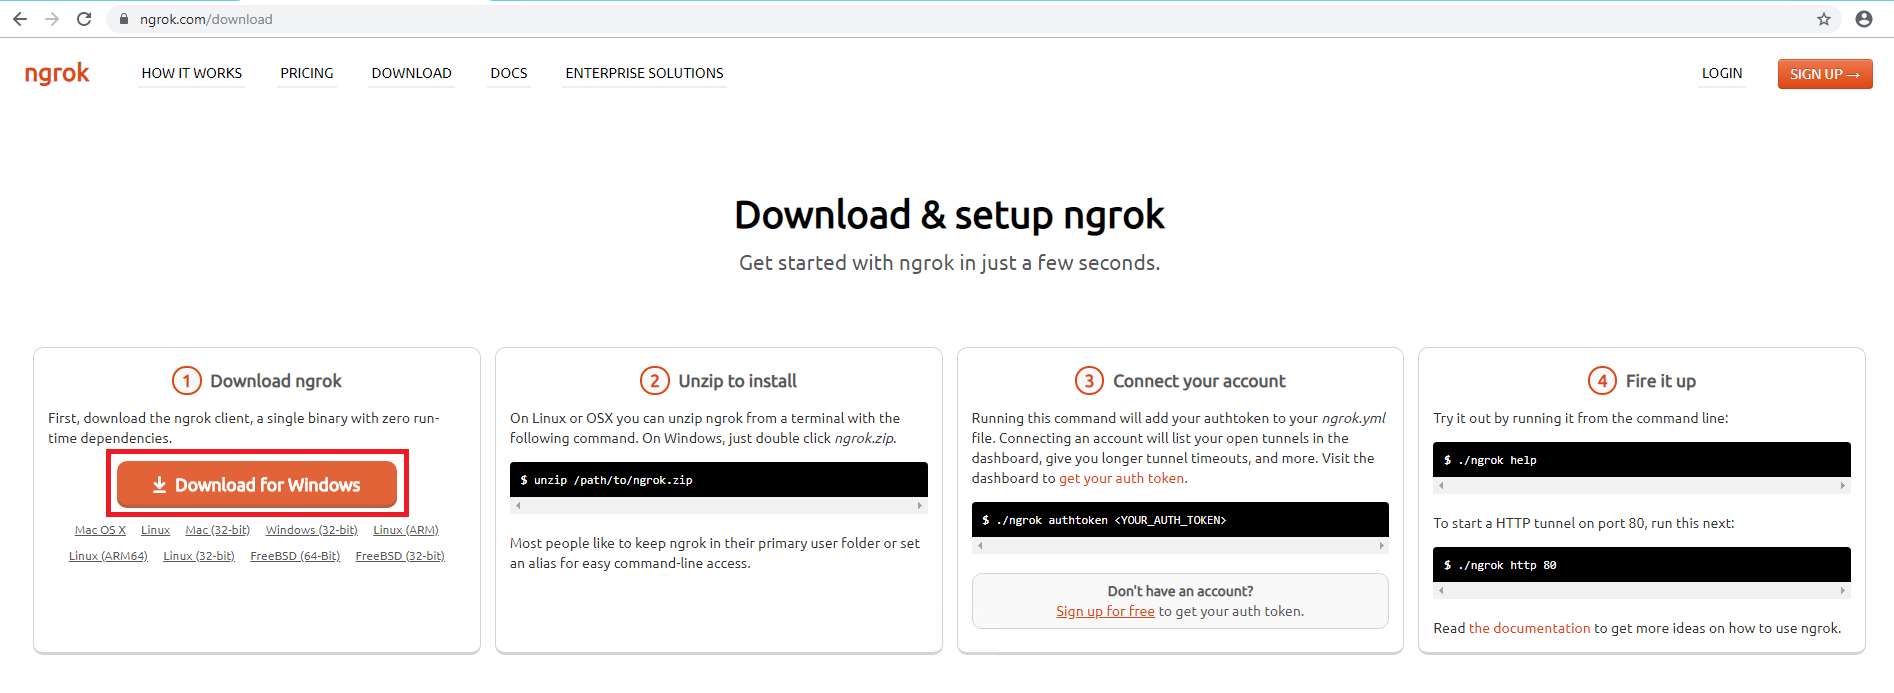 ngrok.com/download
ngrok
HOW IT WORKS
PRICING
DOWNLOAD
DOCS
ENTERPRISE SOLUTIONS
LOGIN
SIGN UP →
Download & setup ngrok
Get started with ngrok in just a few seconds.
1 Download ngrok
First, download the ngrok client, a single binary with zero run-
time dependencies.
Download for Windows
Mac OS X Linux Mac (32-bit) Windows (32-bit) Linux (ARM)
Linux (ARM64) Linux (32-bit) FreeBSD (64-Bit) FreeBSD (32-bit)
2 Unzip to install
On Linux or OSX you can unzip ngrok from a terminal with the
following command. On Windows, just double click ngrok.zip.
$ unzip /path/to/ngrok.zip
Most people like to keep ngrok in their primary user folder or set
an alias for easy command-line access.
3 Connect your account
Running this command will add your authtoken to your ngrok.yml
file. Connecting an account will list your open tunnels in the
dashboard, give you longer tunnel timeouts, and more. Visit the
dashboard to get your auth token.
$ ./ngrok authtoken <YOUR_AUTH_TOKEN>
Don't have an account?
Sign up for free to get your auth token.
4 Fire it up
Try it out by running it from the command line:
$ ./ngrok help
To start a HTTP tunnel on port 80, run this next:
$ ./ngrok http 80
Read the documentation to get more ideas on how to use ngrok.